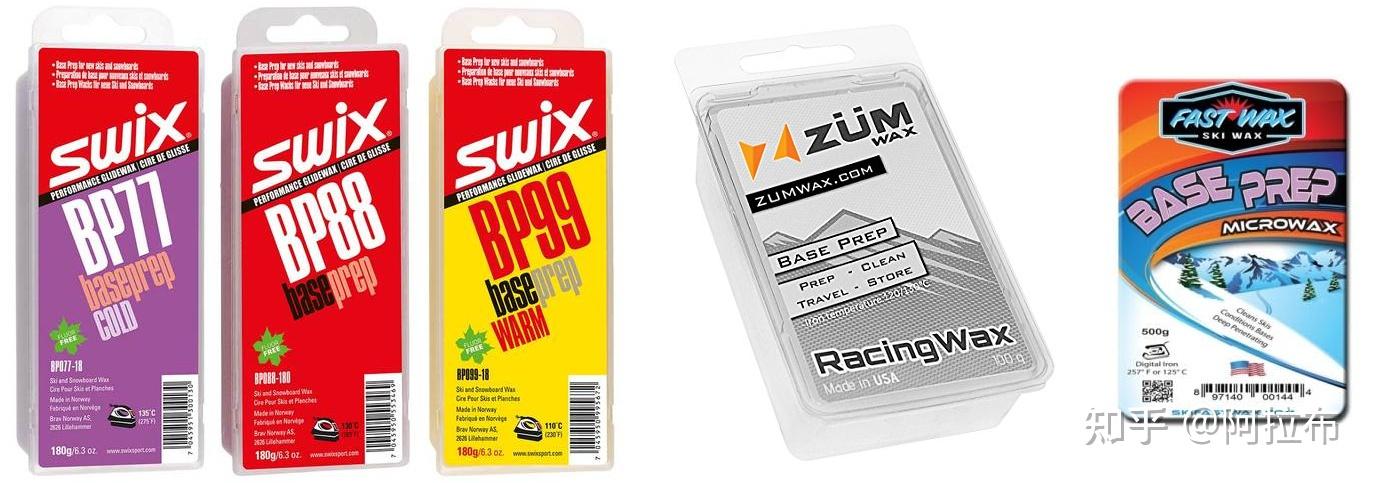 • Base Prep for new skis and snowboards
• Préparation de base pour nouveaux skis et snowboards
• Base Prep Wachs für neue Ski und Snowboards
SWIX®
PERFORMANCE GLIDEWAX | CIRE DE GLISSE
BP77
baseprep
COLD
FLUOR FREE
BP077-18
Ski and Snowboard Wax
Cire Pour Skis et Planches
Made in Norway
Fabriqué en Norvège
Brav Norway AS,
2626 Lillehammer
135°C
(275°F)
180g/6.3 oz.
www.swixsport.com
• Base Prep for new skis and snowboards
• Préparation de base pour nouveaux skis et snowboards
• Base Prep Wachs für neue Ski und Snowboards
SWIX®
PERFORMANCE GLIDEWAX | CIRE DE GLISSE
BP88
baseprep
FLUOR FREE
BP088-180
Ski and Snowboard Wax
Cire Pour Skis et Planches
Made in Norway
Fabriqué en Norvège
Brav Norway AS,
2626 Lillehammer
130°C
180g/6.3 oz.
www.swixsport.com
• Base Prep for new skis and snowboards
• Préparation de base pour nouveaux skis et snowboards
• Base Prep Wachs für neue Ski und Snowboards
SWIX®
PERFORMANCE GLIDEWAX | CIRE DE GLISSE
BP99
baseprep
WARM
FLUOR FREE
BP099-18
Ski and Snowboard Wax
Cire Pour Skis et Planches
Made in Norway
Fabriqué en Norvège
Brav Norway AS,
2626 Lillehammer
110°C
(230°F)
180g/6.3 oz.
www.swixsport.com
ZÜM
WAX
ZUMWAX.COM
BASE PREP
PREP - CLEAN
TRAVEL - STORE
Iron temperature
RacingWax
100 g
Made in USA
FAST WAX
SKI WAX
BASE PREP
MICROWAX
Cleans Skis
Conditions Bases
Deep Penetrating
500g
Digital Iron
257° F or 125° C
8 97140 00144 4
知乎 @阿拉布